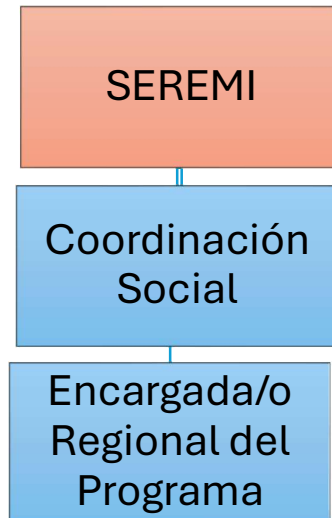 SEREMI
Coordinación
Social
Encargada/o
Regional del
Programa